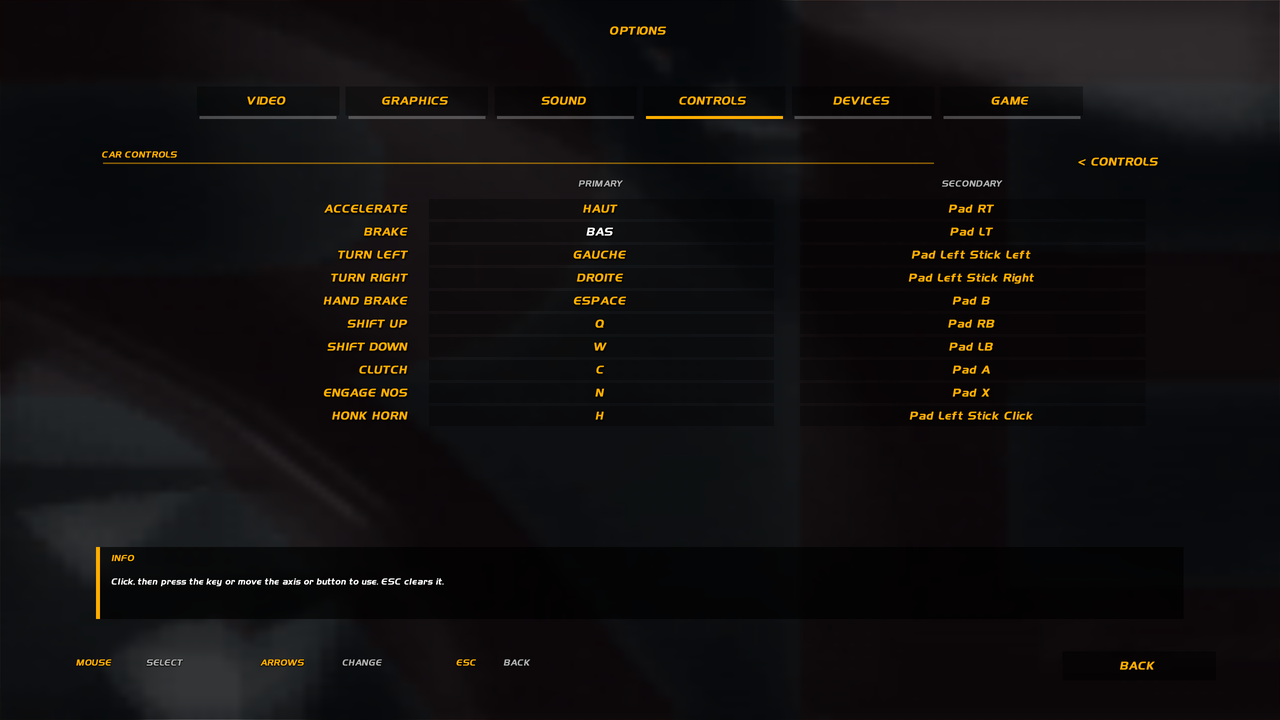 OPTIONS
VIDEO GRAPHICS SOUND CONTROLS DEVICES GAME
CAR CONTROLS
< CONTROLS
PRIMARY SECONDARY
ACCELERATE HAUT Pad RT
BRAKE BAS Pad LT
TURN LEFT GAUCHE Pad Left Stick Left
TURN RIGHT DROITE Pad Left Stick Right
HAND BRAKE ESPACE Pad B
SHIFT UP Q Pad RB
SHIFT DOWN W Pad LB
CLUTCH C Pad A
ENGAGE NOS N Pad X
HONK HORN H Pad Left Stick Click
INFO
Click, then press the key or move the axis or button to use. ESC clears it.
MOUSE SELECT ARROWS CHANGE ESC BACK
BACK